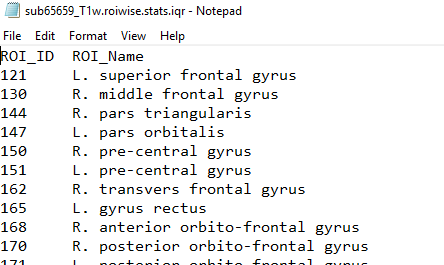 sub65659_T1w.roiwise.stats.iqr - Notepad
File Edit Format View Help
ROI_ID ROI_Name
121 L. superior frontal gyrus
130 R. middle frontal gyrus
144 R. pars triangularis
147 L. pars orbitalis
150 R. pre-central gyrus
151 L. pre-central gyrus
162 R. transvers frontal gyrus
165 L. gyrus rectus
168 R. anterior orbito-frontal gyrus
170 R. posterior orbito-frontal gyrus
171 L. posterior orbito-frontal gyrus